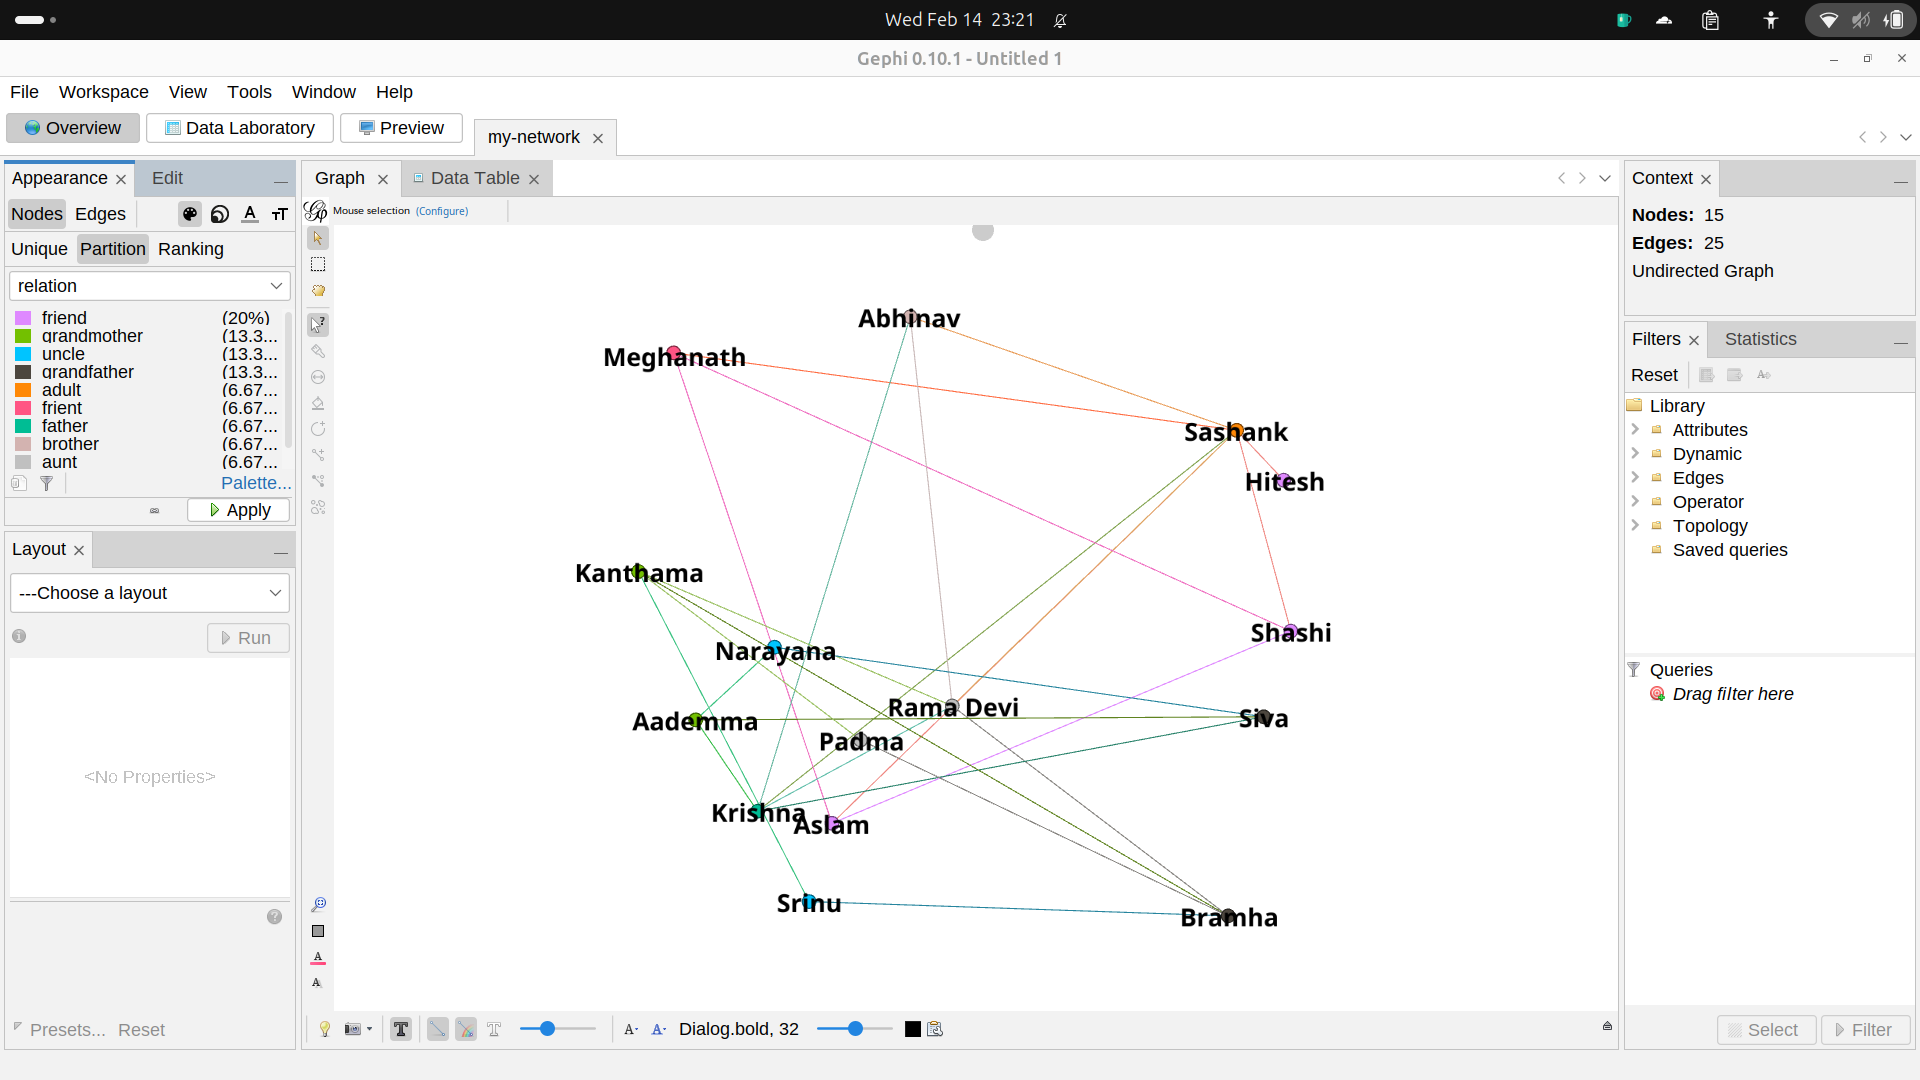 Wed Feb 14  23:21
Gephi 0.10.1 - Untitled 1
File Workspace View Tools Window Help
Overview Data Laboratory Preview my-network
Appearance Edit
Nodes Edges
Unique Partition Ranking
relation
friend (20%)
grandmother (13.3...
uncle (13.3...
grandfather (13.3...
adult (6.67...
frient (6.67...
father (6.67...
brother (6.67...
aunt (6.67...
Palette...
Apply
Layout
---Choose a layout
Run
<No Properties>
Presets... Reset
Graph Data Table
Mouse selection (Configure)
Abhinav
Meghanath
Sashank
Hitesh
Kanthama
Shashi
Narayana
Rama Devi
Siva
Aademma
Padma
Krishna
Aslam
Srinu
Bramha
Dialog.bold, 32
Context
Nodes: 15
Edges: 25
Undirected Graph
Filters Statistics
Reset
Library
Attributes
Dynamic
Edges
Operator
Topology
Saved queries
Queries
Drag filter here
Select Filter